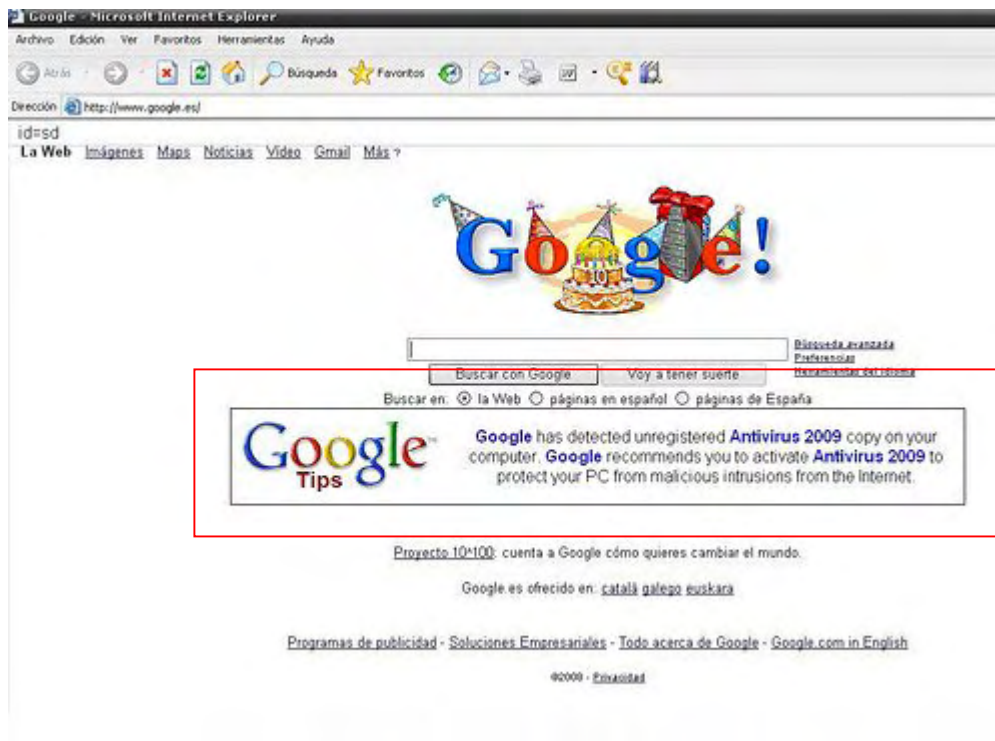 Google - Microsoft Internet Explorer
Archivo Edición Ver Favoritos Herramientas Ayuda
Atrás Búsqueda Favoritos
Dirección http://www.google.es/
id=sd
La Web Imágenes Maps Noticias Video Gmail Más ?
Google!
10
Búsqueda avanzada
Preferencias
Buscar con Google Voy a tener suerte Herramientas del idioma
Buscar en: la Web páginas en español páginas de España
Google Tips
Google has detected unregistered Antivirus 2009 copy on your
computer. Google recommends you to activate Antivirus 2009 to
protect your PC from malicious intrusions from the Internet.
Proyecto 10^100: cuenta a Google cómo quieres cambiar el mundo.
Google.es ofrecido en: català galego euskara
Programas de publicidad - Soluciones Empresariales - Todo acerca de Google - Google.com in English
©2008 - Privacidad